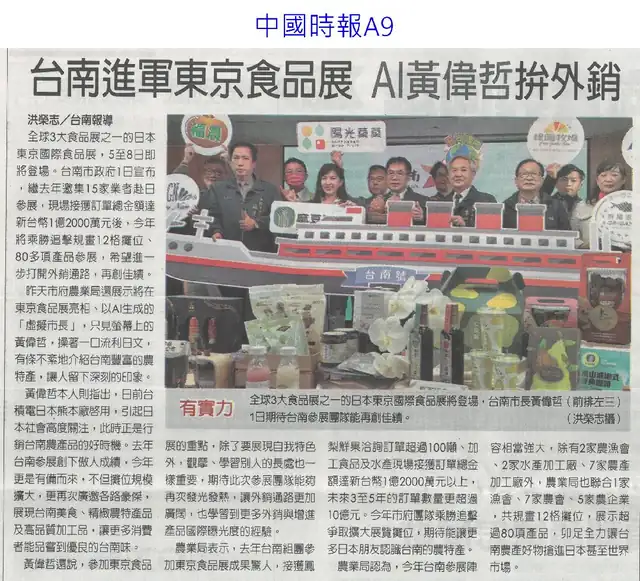 中國時報A9
台南進軍東京食品展 AI黃偉哲拚外銷
洪榮志／台南報導
全球3大食品展之一的日本
東京國際食品展，5至8日即
將登場。台南市政府1日宣布
，繼去年邀集15家業者赴日
參展，現場接獲訂單總金額達
新台幣1億2000萬元後，今年
將乘勝追擊規畫12格攤位、
80多項產品參展，希望進一
步打開外銷通路，再創佳績。
昨天市府農業局還展示將在
東京食品展亮相、以AI生成的
「虛擬市長」，只見螢幕上的
黃偉哲，操著一口流利日文，
有條不紊地介紹台南豐富的農
特產，讓人留下深刻的印象。
黃偉哲本人則指出，日前台
積電日本熊本廠啓用，引起日
本社會高度關注，此時正是行
銷台南農產品的好時機。去年
台南參展創下傲人成績，今年
更是有備而來，不但攤位規模
擴大，更再次廣邀各路豪傑，
展現台南美食、精緻農特產品
及高品質加工品，讓更多消費
者能品嘗到優良的台南味。
黃偉哲還說，參加東京食品
福農
陽光菜菜
麻豆
台南號
有實力
全球3大食品展之一的日本東京國際食品展將登場，台南市長黃偉哲（前排左三）
1日期待台南參展團隊能再創佳績。
（洪榮志攝）
展的重點，除了要展現自我特色
外，觀摩、學習別人的長處也一
樣重要，期待此次參展團隊能夠
再次發光發熱，讓外銷通路更加
廣闊，也學習到更多外銷與增進
產品國際曝光度的經驗。
農業局表示，去年台南組團參
加東京食品展成果驚人，接獲鳳
梨鮮果洽詢訂單超過100顆、加
工食品及水產現場接獲訂單總金
額達新台幣1億2000萬元以上，
未來3至5年的訂單數量更超過
10億元。今年市府團隊乘勝追擊
爭取擴大展覽攤位，期待能讓更
多日本朋友認識台南的農特產。
農業局認為，今年台南參展陣
容相當強大，除有2家農漁會
、2家水產加工廠、7家農產
加工廠外，農業局也聯合1家
漁會、7家農會、5家農企業
，共規畫12格攤位，展示超
過80項產品，卯足全力讓台
南農產好物搶進日本甚至世界
市場。